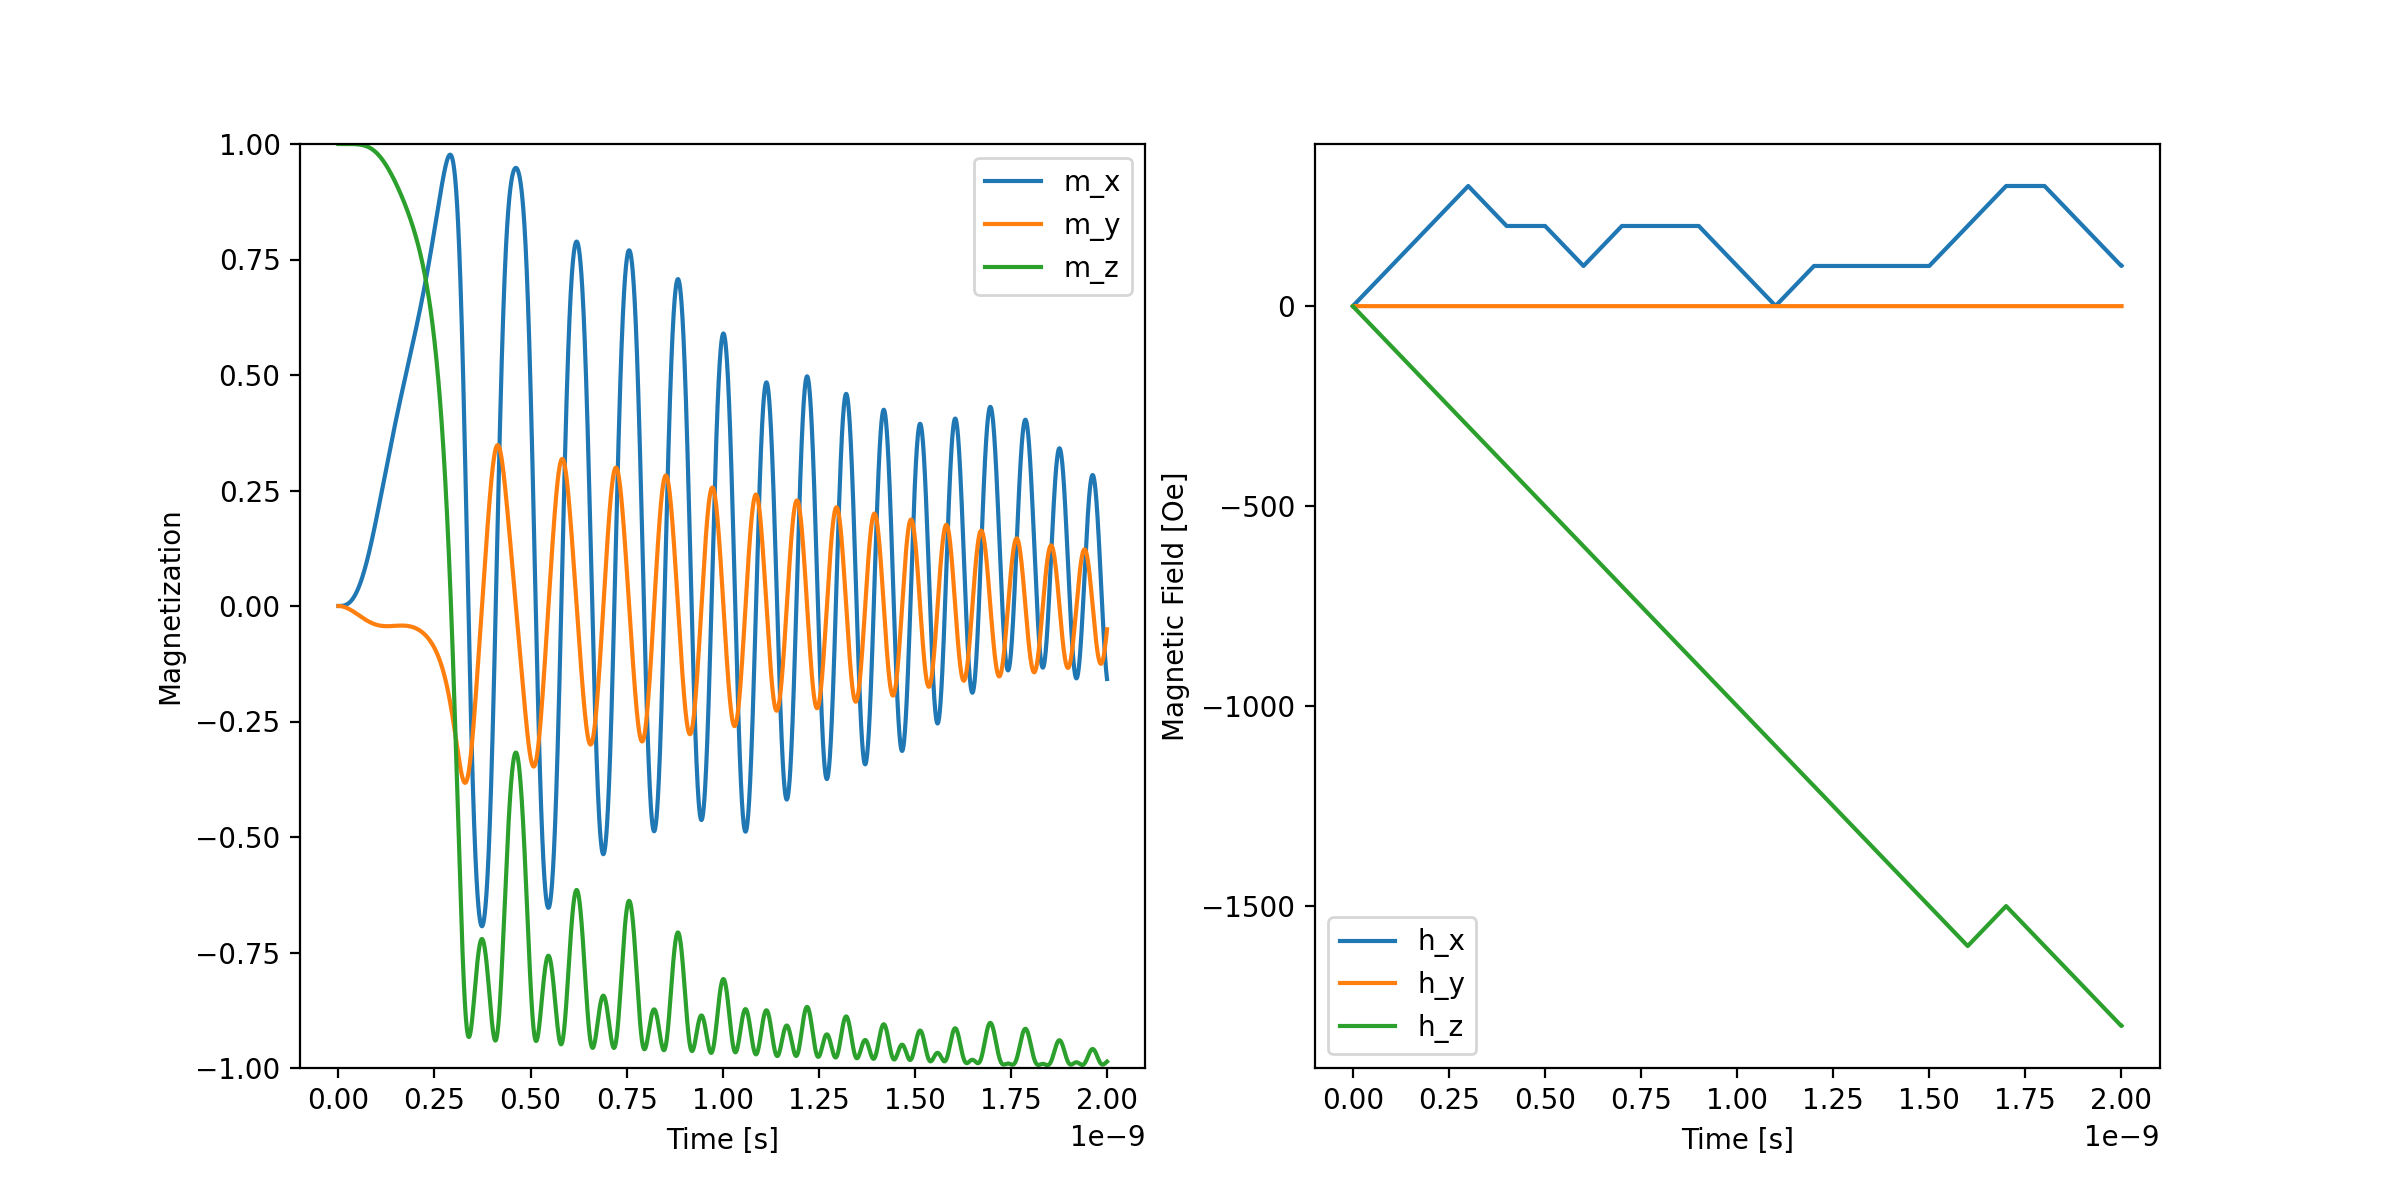 1.00
0.75
0.50
0.25
0.00
−0.25
−0.50
−0.75
−1.00
Magnetization
m_x
m_y
m_z
0.00 0.25 0.50 0.75 1.00 1.25 1.50 1.75 2.00
Time [s]
1e−9
0
−500
−1000
−1500
Magnetic Field [Oe]
h_x
h_y
h_z
0.00 0.25 0.50 0.75 1.00 1.25 1.50 1.75 2.00
Time [s]
1e−9